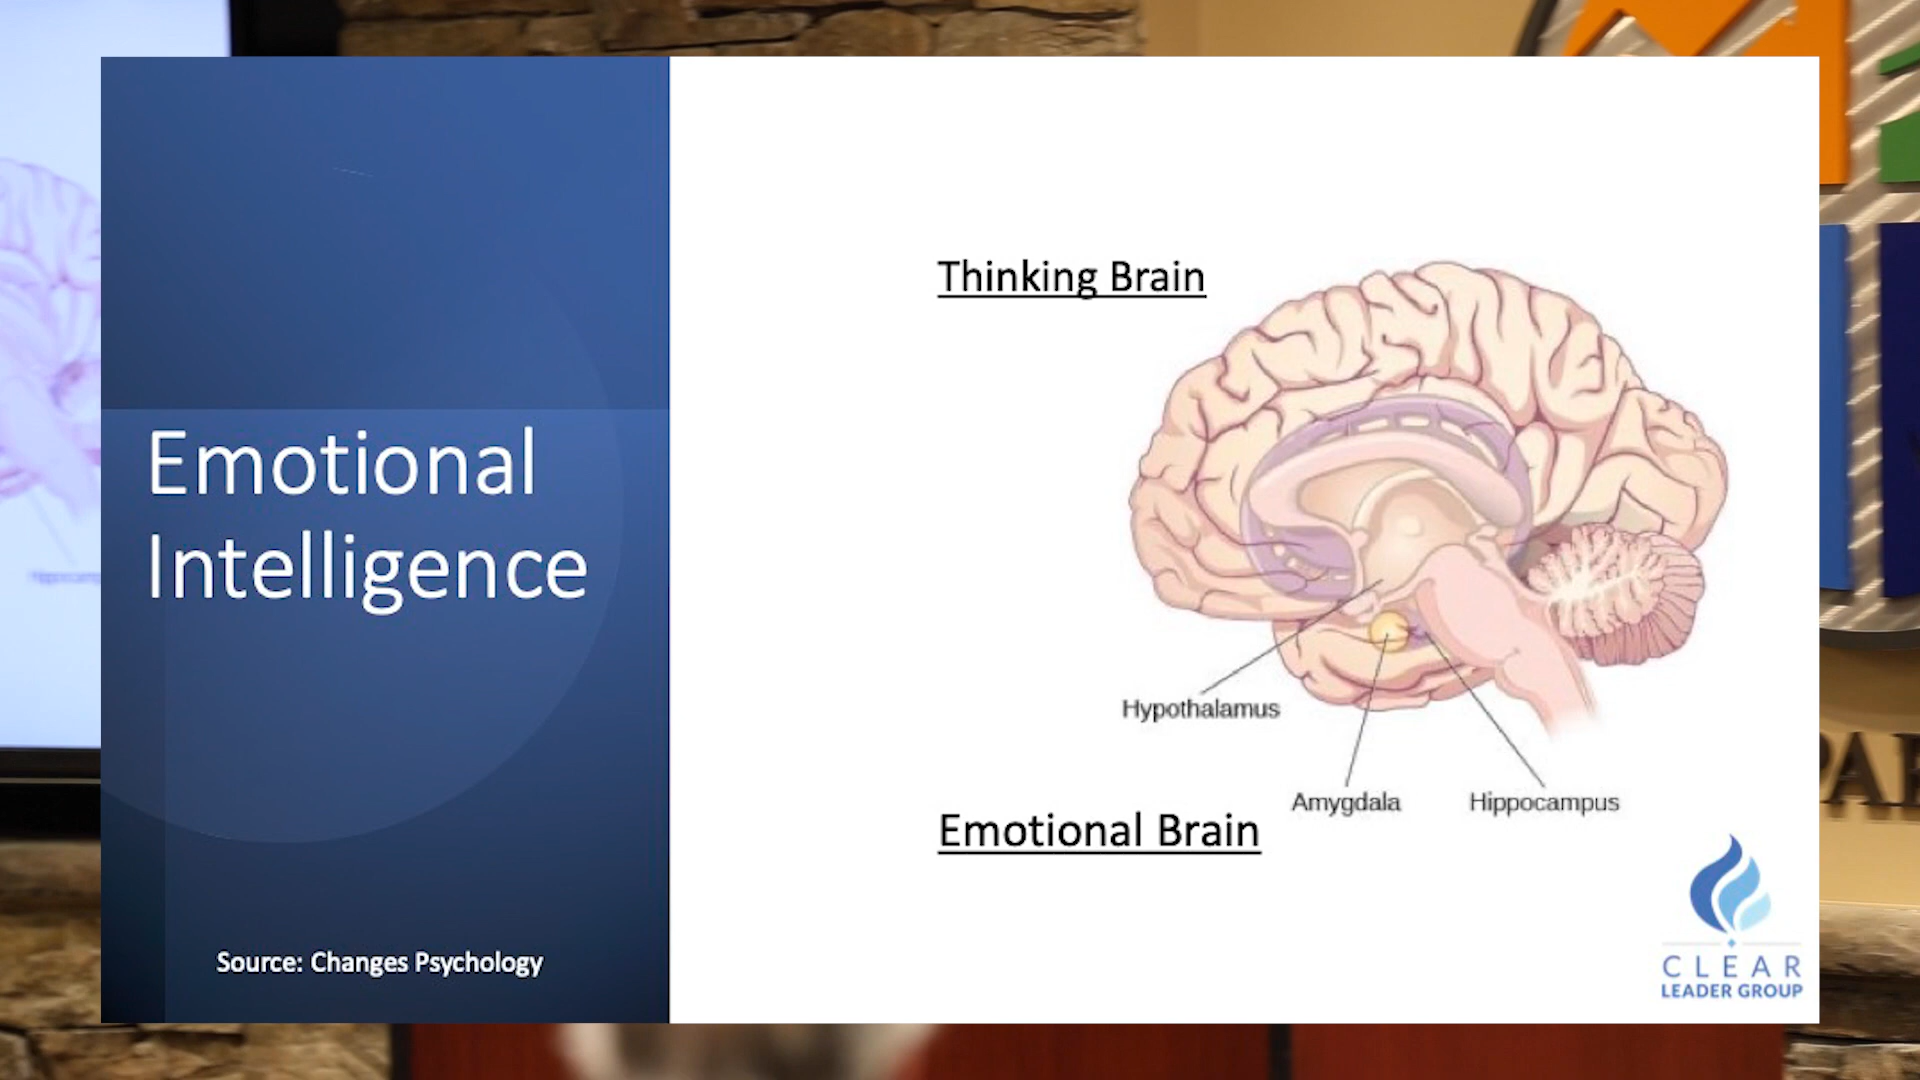 Emotional
Intelligence
Source: Changes Psychology
Thinking Brain
Hypothalamus
Amygdala
Hippocampus
Emotional Brain
CLEAR
LEADER GROUP